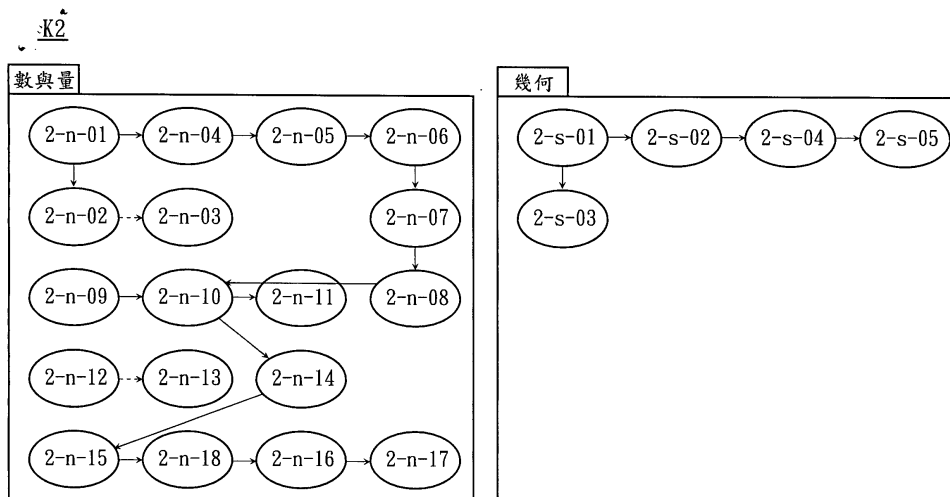 K2
數與量
2-n-01 2-n-04 2-n-05 2-n-06
2-n-02 2-n-03 2-n-07
2-n-09 2-n-10 2-n-11 2-n-08
2-n-12 2-n-13 2-n-14
2-n-15 2-n-18 2-n-16 2-n-17
幾何
2-s-01 2-s-02 2-s-04 2-s-05
2-s-03